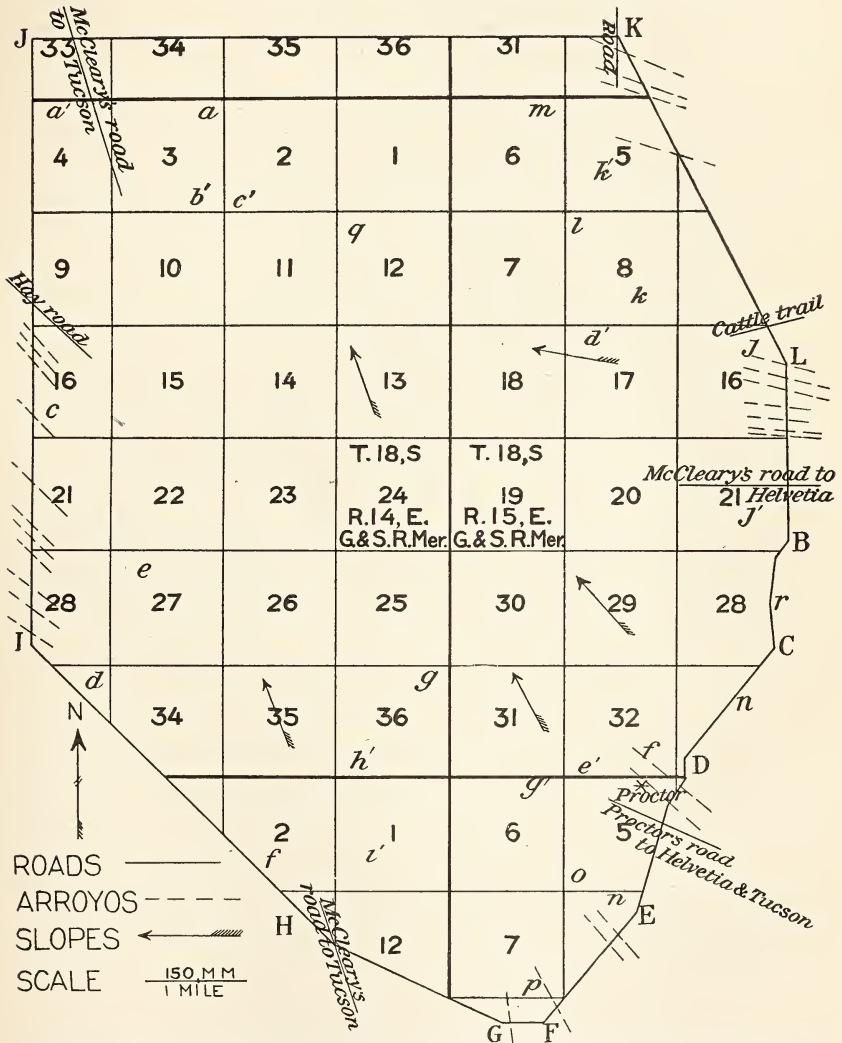 J
K
McCleary's road
to
Tucson
Road
33
34
35
36
31
a'
a
m
4
3
2
1
6
5
k'
b'
c'
q
l
9
10
11
12
7
8
k
Hay road
Cattle trail
d'
J
L
16
15
14
13
18
17
16
c
T. 18, S
T. 18, S
21
22
23
24
19
20
21
McCleary's road to
Helvetia
R. 14, E.
R. 15, E.
G. & S. R. Mer.
G. & S. R. Mer.
J'
B
e
28
27
26
25
30
29
28
r
I
C
d
g
n
N
34
35
36
31
32
f
h'
e'
D
g'
Proctor
Proctor's road
to Helvetia & Tucson
2
1
6
5
f
i'
o
n
E
ROADS
ARROYOS
SLOPES
SCALE 150, M M
1 MILE
H
McCleary's
road to Tucson
12
7
p
G
F